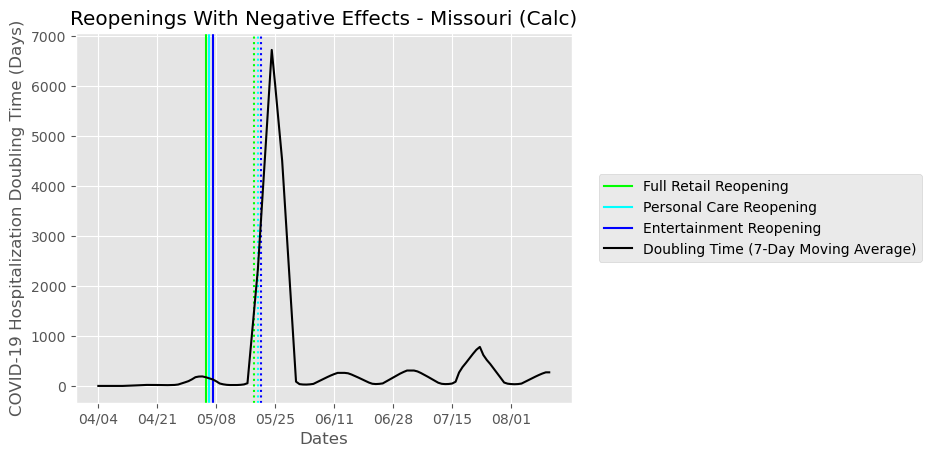 Reopenings With Negative Effects - Missouri (Calc)
COVID-19 Hospitalization Doubling Time (Days)
7000
6000
5000
4000
3000
2000
1000
0
04/04 04/21 05/08 05/25 06/11 06/28 07/15 08/01
Dates
Full Retail Reopening
Personal Care Reopening
Entertainment Reopening
Doubling Time (7-Day Moving Average)